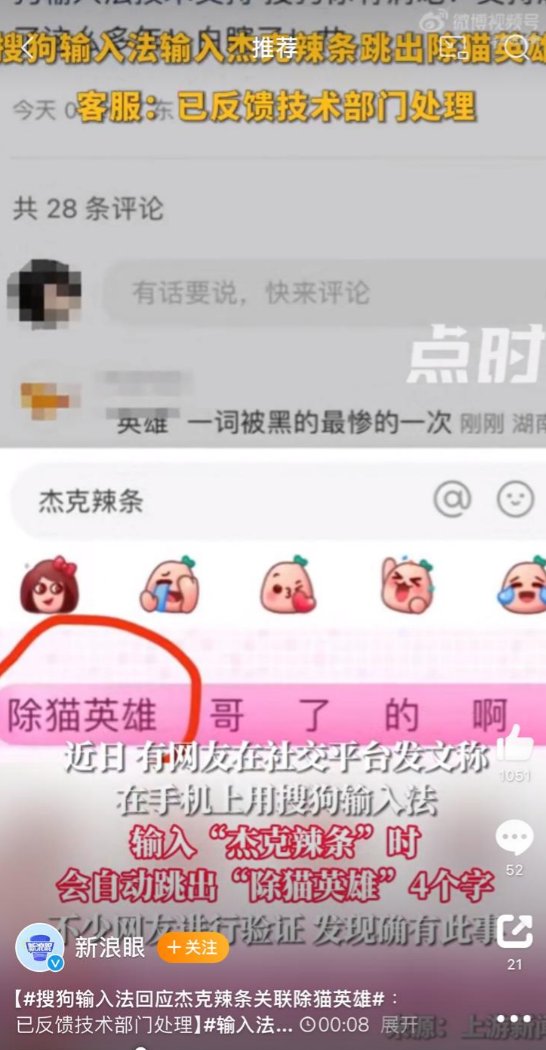 微博视频号
推荐
搜狗输入法输入杰克辣条跳出除猫英雄
客服：已反馈技术部门处理
今天
共 28 条评论
有话要说，快来评论
点时
英雄 一词被黑的最惨的一次 刚刚 湖南
杰克辣条
除猫英雄 哥 了 的 啊
近日 有网友在社交平台发文称
在手机上用搜狗输入法
1051
输入“杰克辣条”时
会自动跳出“除猫英雄”4个字
52
不少网友进行验证 发现确有此事
新浪眼
新浪眼
+关注
21
【#搜狗输入法回应杰克辣条关联除猫英雄#：
已反馈技术部门处理】#输入法... 00:08 展开
来源：上游新闻